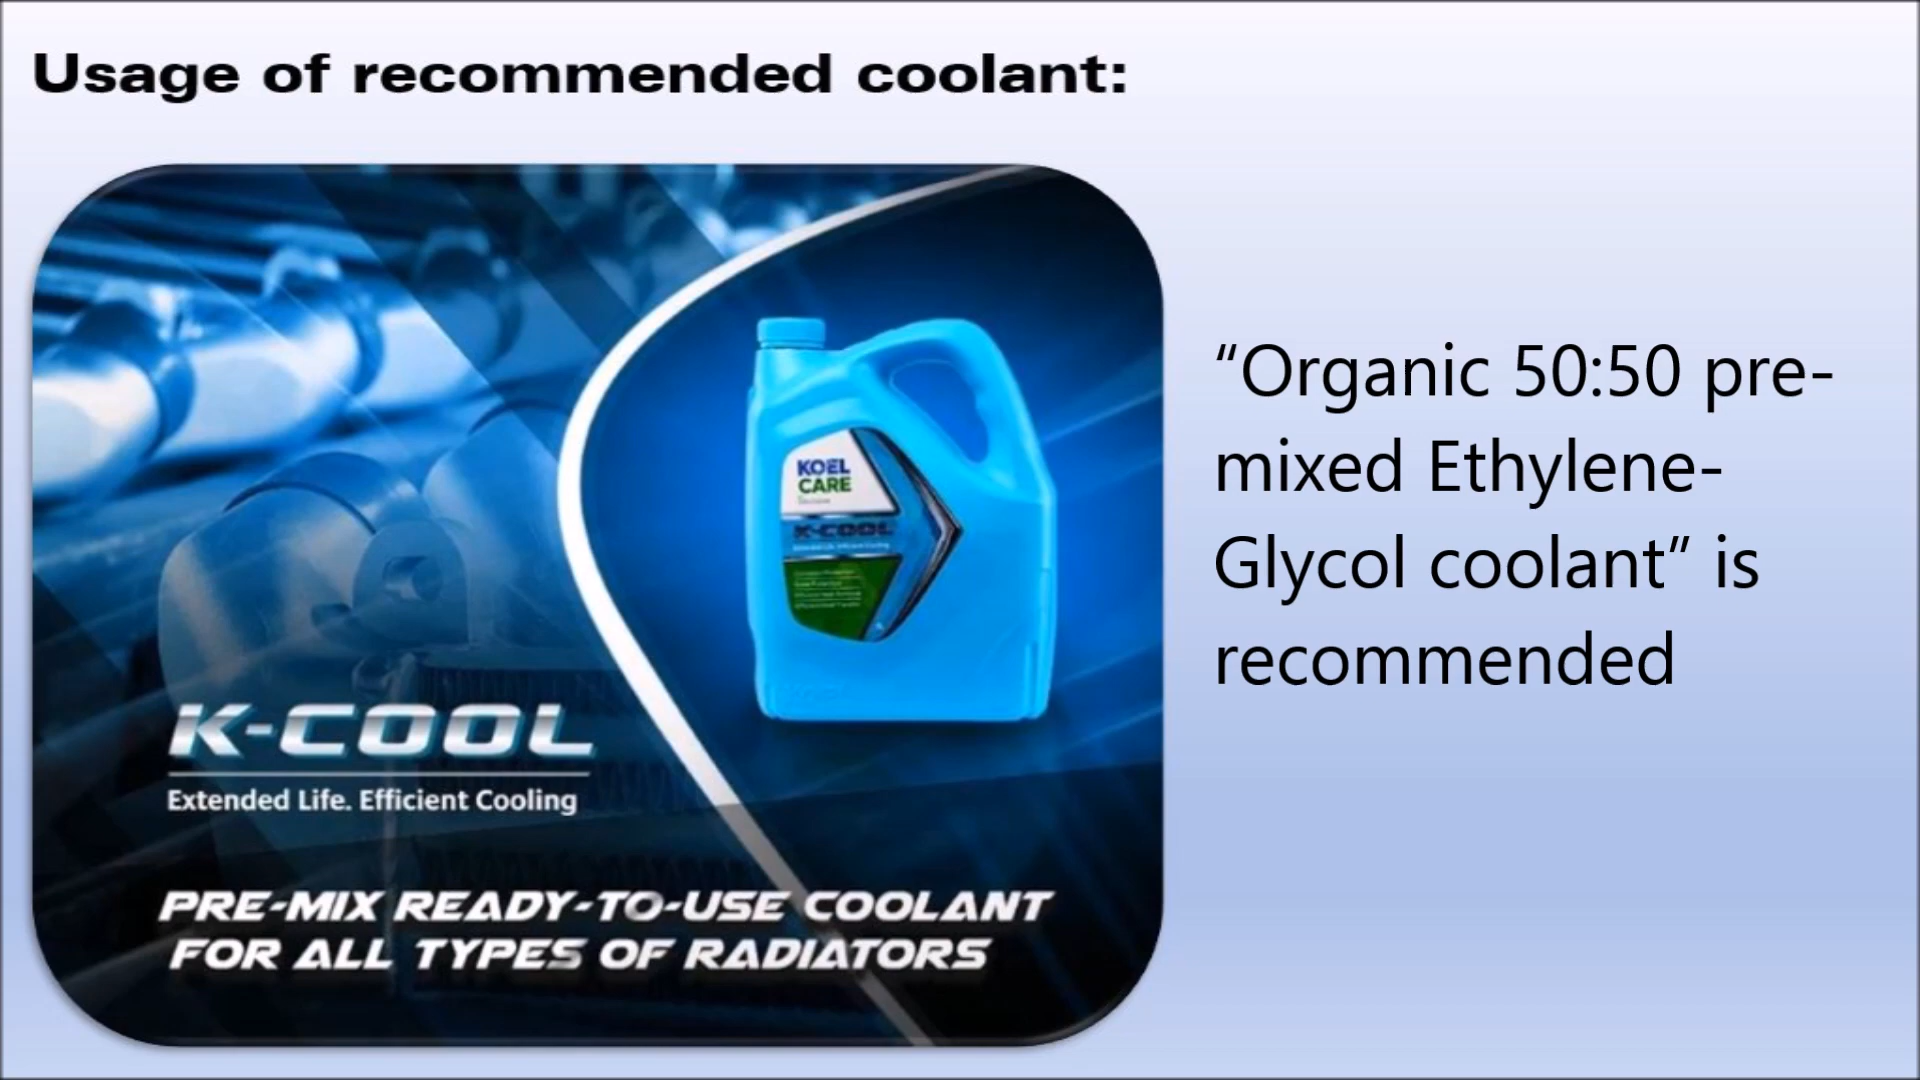 Usage of recommended coolant:
KOEL
CARE
K-COOL
K-COOL
Extended Life. Efficient Cooling
PRE-MIX READY-TO-USE COOLANT
FOR ALL TYPES OF RADIATORS
“Organic 50:50 pre-
mixed Ethylene-
Glycol coolant” is
recommended